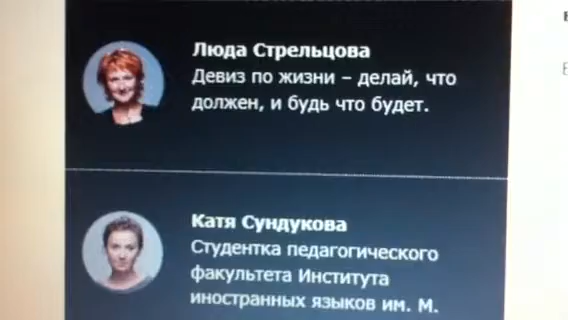 Люда Стрельцова
Девиз по жизни – делай, что
должен, и будь что будет.
Катя Сундукова
Студентка педагогического
факультета Института
иностранных языков им. М.